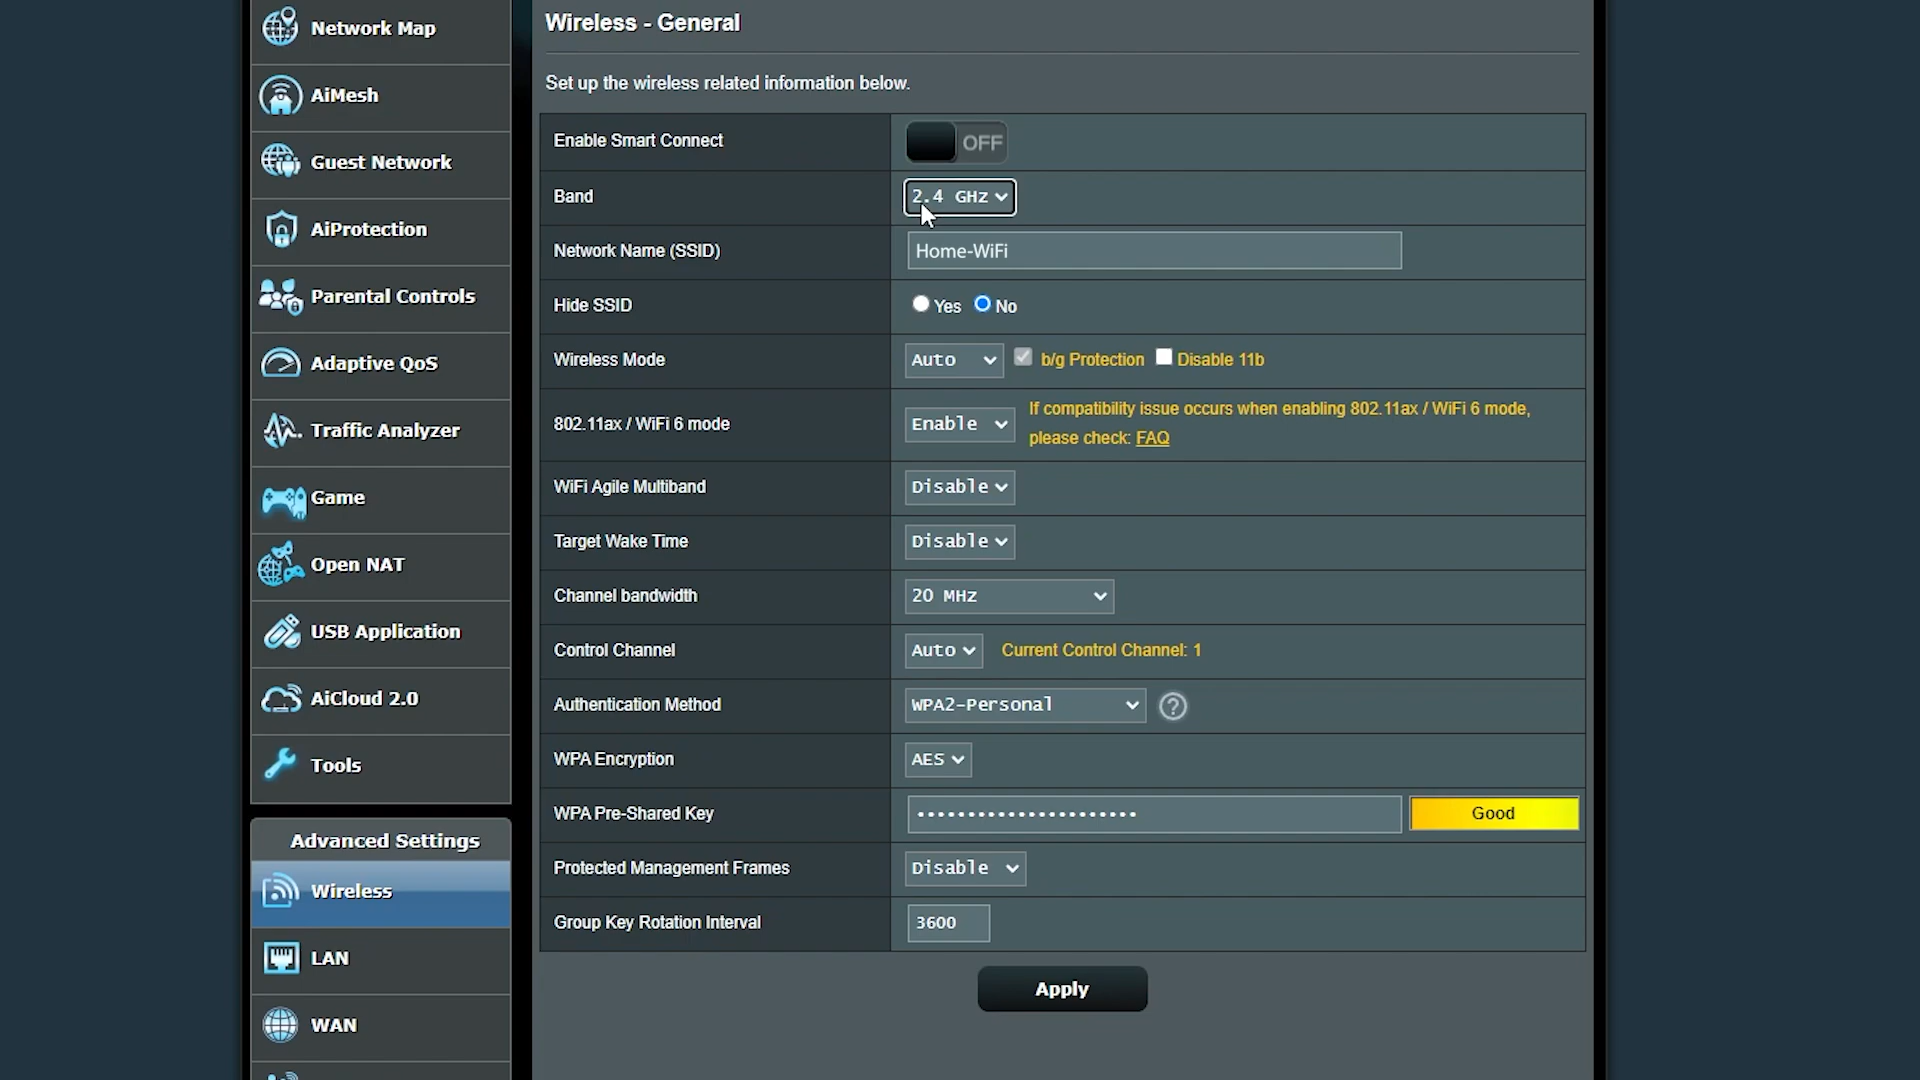 Network Map
AiMesh
Guest Network
AiProtection
Parental Controls
Adaptive QoS
Traffic Analyzer
Game
Open NAT
USB Application
AiCloud 2.0
Tools
Advanced Settings
Wireless
LAN
WAN
Wireless - General
Set up the wireless related information below.
Enable Smart Connect OFF
Band 2.4 GHz
Network Name (SSID) Home-WiFi
Hide SSID Yes No
Wireless Mode Auto b/g Protection Disable 11b
802.11ax / WiFi 6 mode Enable If compatibility issue occurs when enabling 802.11ax / WiFi 6 mode,
please check: FAQ
WiFi Agile Multiband Disable
Target Wake Time Disable
Channel bandwidth 20 MHz
Control Channel Auto Current Control Channel: 1
Authentication Method WPA2-Personal ?
WPA Encryption AES
WPA Pre-Shared Key •••••••••••••••••••••• Good
Protected Management Frames Disable
Group Key Rotation Interval 3600
Apply